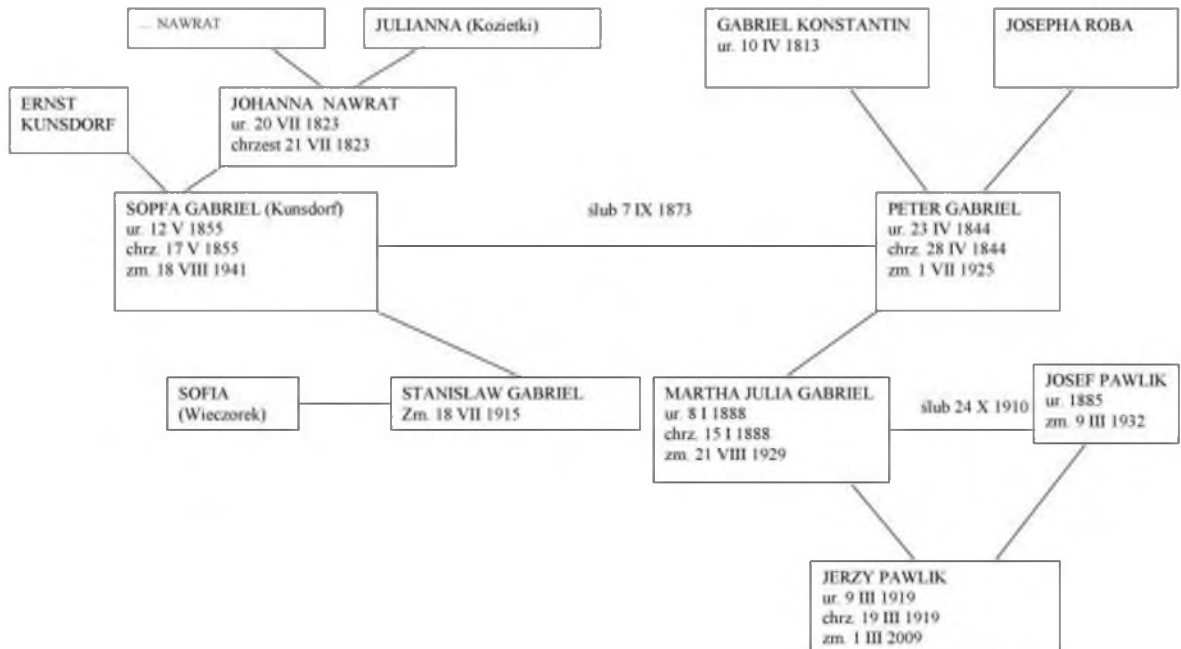 ... NAWRAT
JULIANNA (Kozietki)
GABRIEL KONSTANTIN
ur. 10 IV 1813
JOSEPHA ROBA
ERNST
KUNSDORF
JOHANNA NAWRAT
ur. 20 VII 1823
chrzest 21 VII 1823
SOPFA GABRIEL (Kunsdorf)
ur. 12 V 1855
chrz. 17 V 1855
zm. 18 VIII 1941
ślub 7 IX 1873
PETER GABRIEL
ur. 23 IV 1844
chrz. 28 IV 1844
zm. 1 VII 1925
SOFIA
(Wieczorek)
STANISLAW GABRIEL
Zm. 18 VII 1915
MARTHA JULIA GABRIEL
ur. 8 I 1888
chrz. 15 I 1888
zm. 21 VIII 1929
ślub 24 X 1910
JOSEF PAWLIK
ur. 1885
zm. 9 III 1932
JERZY PAWLIK
ur. 9 III 1919
chrz. 19 III 1919
zm. 1 III 2009